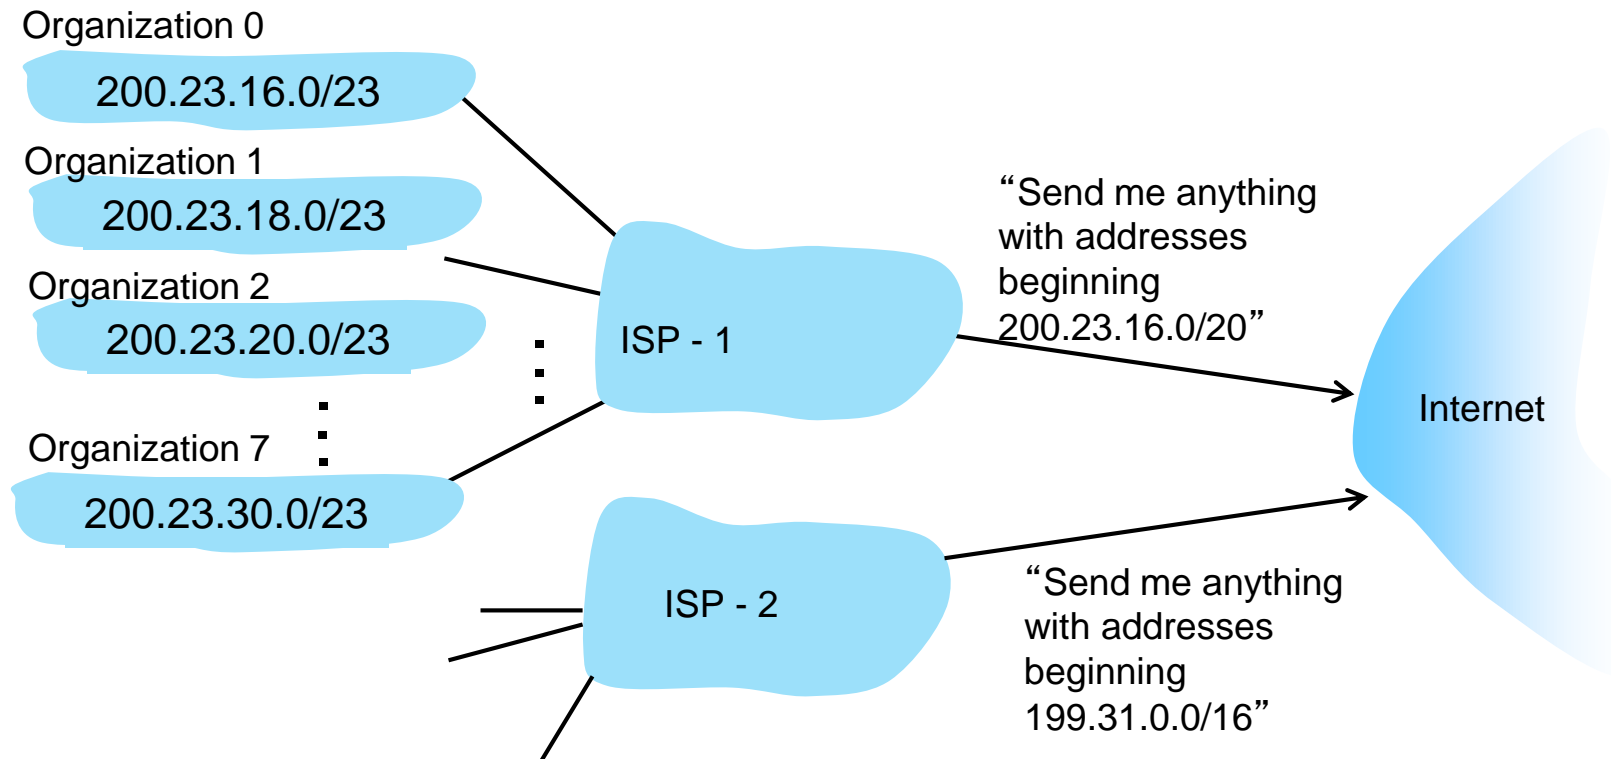 Organization 0
200.23.16.0/23
Organization 1
200.23.18.0/23
Organization 2
200.23.20.0/23
Organization 7
200.23.30.0/23
ISP - 1
“Send me anything
with addresses
beginning
200.23.16.0/20”
Internet
ISP - 2
“Send me anything
with addresses
beginning
199.31.0.0/16”